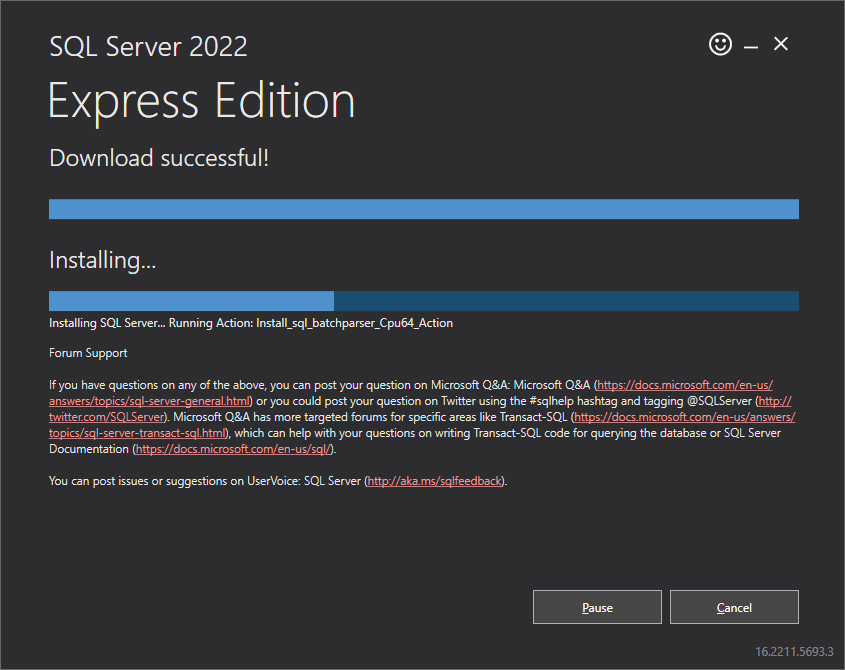 SQL Server 2022
Express Edition
Download successful!
Installing...
Installing SQL Server... Running Action: Install_sql_batchparser_Cpu64_Action
Forum Support
If you have questions on any of the above, you can post your question on Microsoft Q&A: Microsoft Q&A (https://docs.microsoft.com/en-us/
answers/topics/sql-server-general.html) or you could post your question on Twitter using the #sqlhelp hashtag and tagging @SQLServer (http://
twitter.com/SQLServer). Microsoft Q&A has more targeted forums for specific areas like Transact-SQL (https://docs.microsoft.com/en-us/answers/
topics/sql-server-transact-sql.html), which can help with your questions on writing Transact-SQL code for querying the database or SQL Server
Documentation (https://docs.microsoft.com/en-us/sql/).
You can post issues or suggestions on UserVoice: SQL Server (http://aka.ms/sqlfeedback).
Pause
Cancel
16.2211.5693.3